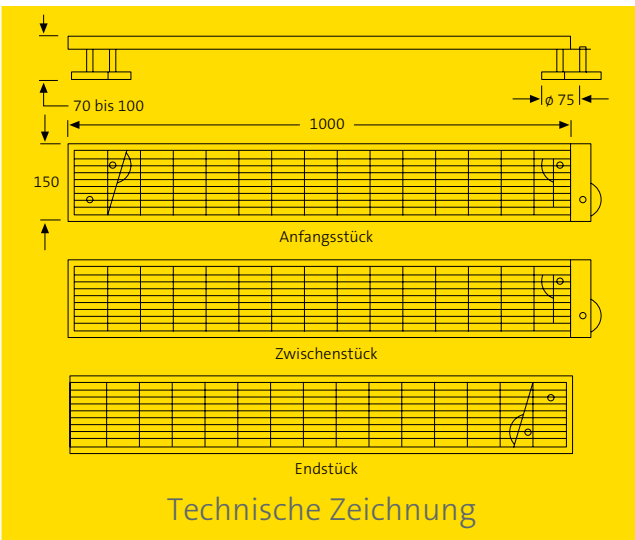 70 bis 100
ø 75
1000
150
Anfangsstück
Zwischenstück
Endstück
Technische Zeichnung